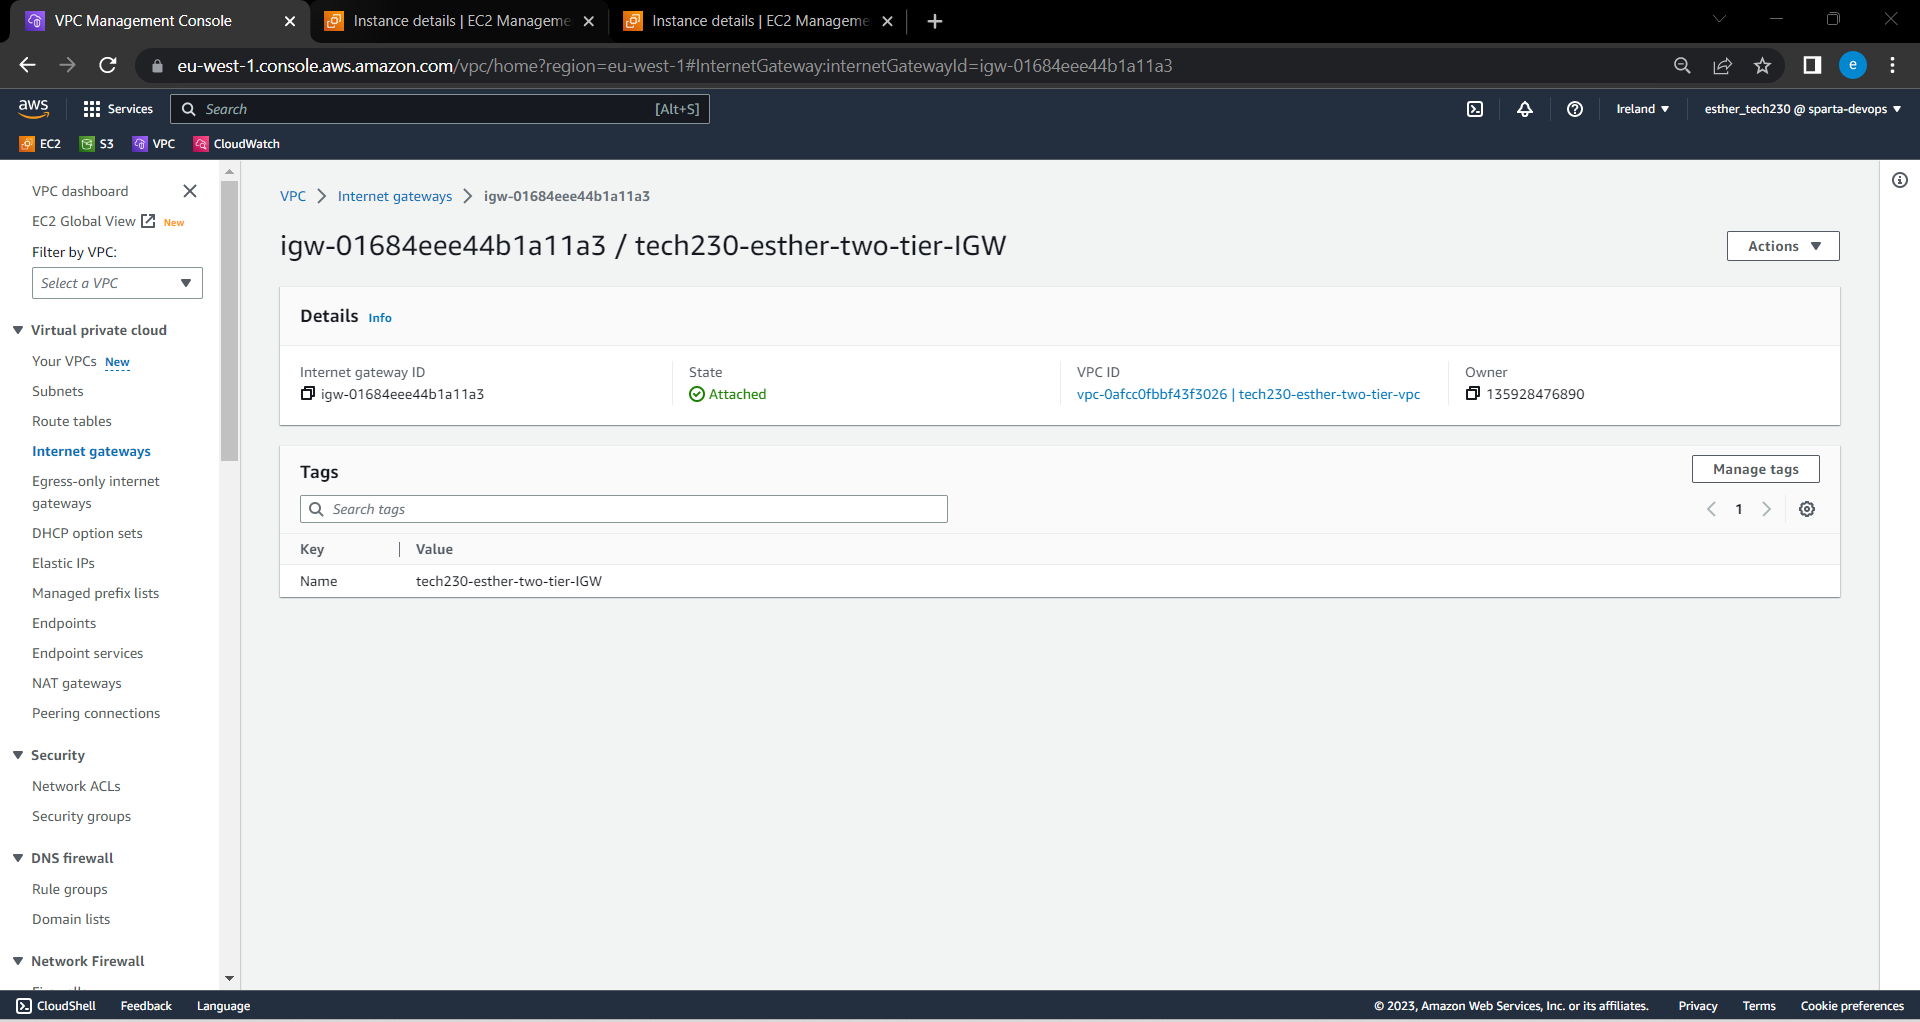 VPC Management Console
Instance details | EC2 Manageme
Instance details | EC2 Manageme
eu-west-1.console.aws.amazon.com/vpc/home?region=eu-west-1#InternetGateway:internetGatewayId=igw-01684eee44b1a11a3
e
aws
Services
Search
[Alt+S]
Ireland
esther_tech230 @ sparta-devops
EC2
S3
VPC
CloudWatch
VPC dashboard
EC2 Global View New
Filter by VPC:
Select a VPC
Virtual private cloud
Your VPCs New
Subnets
Route tables
Internet gateways
Egress-only internet
gateways
DHCP option sets
Elastic IPs
Managed prefix lists
Endpoints
Endpoint services
NAT gateways
Peering connections
Security
Network ACLs
Security groups
DNS firewall
Rule groups
Domain lists
Network Firewall
VPC > Internet gateways > igw-01684eee44b1a11a3
igw-01684eee44b1a11a3 / tech230-esther-two-tier-IGW
Actions
Details Info
Internet gateway ID
igw-01684eee44b1a11a3
State
Attached
VPC ID
vpc-0afcc0fbbf43f3026 | tech230-esther-two-tier-vpc
Owner
135928476890
Tags
Manage tags
Search tags
1
Key
Value
Name
tech230-esther-two-tier-IGW
CloudShell
Feedback
Language
© 2023, Amazon Web Services, Inc. or its affiliates.
Privacy
Terms
Cookie preferences